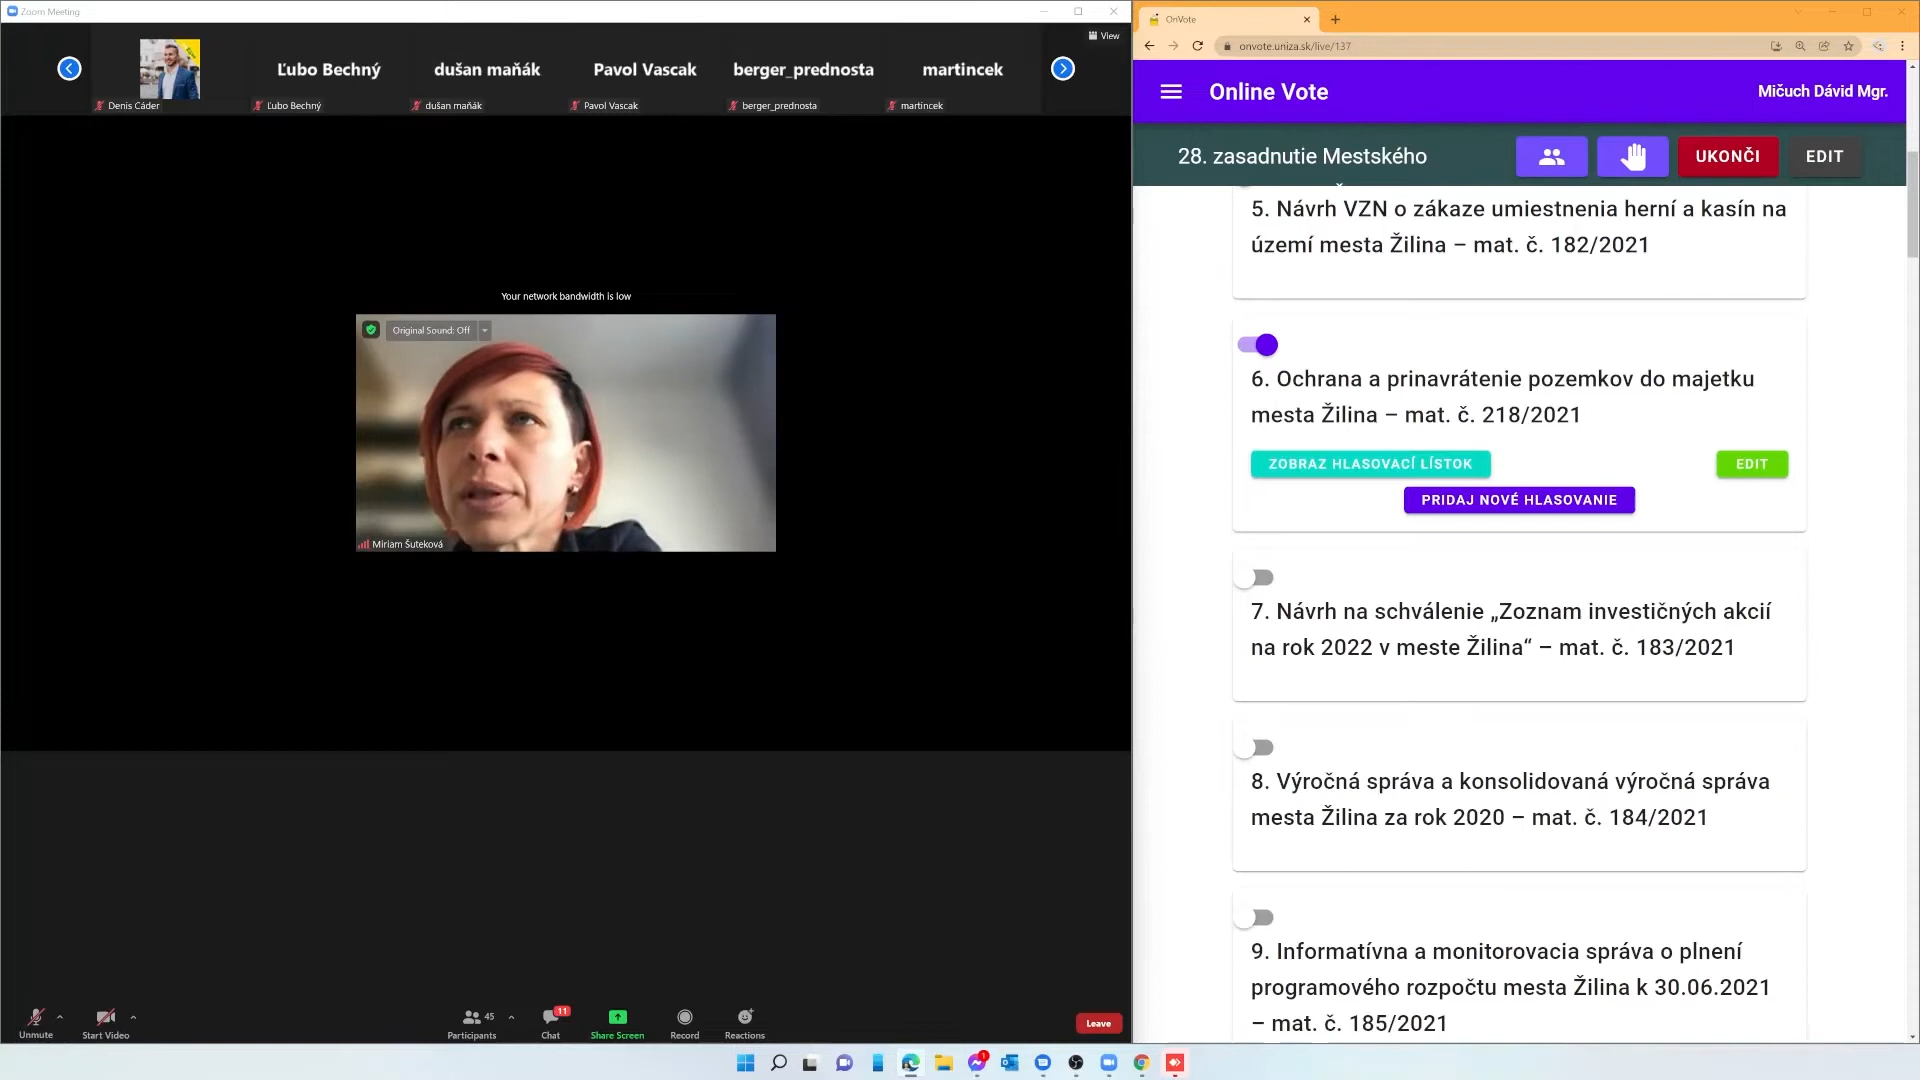 Zoom Meeting
View
Ľubo Bechný
dušan maňák
Pavol Vascak
berger_prednosta
martincek
Denis Cáder
Ľubo Bechný
dušan maňák
Pavol Vascak
berger_prednosta
martincek
Your network bandwidth is low
Original Sound: Off
Miriam Šuteková
Unmute
Start Video
45
Participants
11
Chat
Share Screen
Record
Reactions
Leave
OnVote
onvote.uniza.sk/live/137
Online Vote
Mičuch Dávid Mgr.
28. zasadnutie Mestského
UKONČI
EDIT
5. Návrh VZN o zákaze umiestnenia herní a kasín na
území mesta Žilina – mat. č. 182/2021
6. Ochrana a prinavrátenie pozemkov do majetku
mesta Žilina – mat. č. 218/2021
ZOBRAZ HLASOVACÍ LÍSTOK
EDIT
PRIDAJ NOVÉ HLASOVANIE
7. Návrh na schválenie „Zoznam investičných akcií
na rok 2022 v meste Žilina“ – mat. č. 183/2021
8. Výročná správa a konsolidovaná výročná správa
mesta Žilina za rok 2020 – mat. č. 184/2021
9. Informatívna a monitorovacia správa o plnení
programového rozpočtu mesta Žilina k 30.06.2021
– mat. č. 185/2021
1